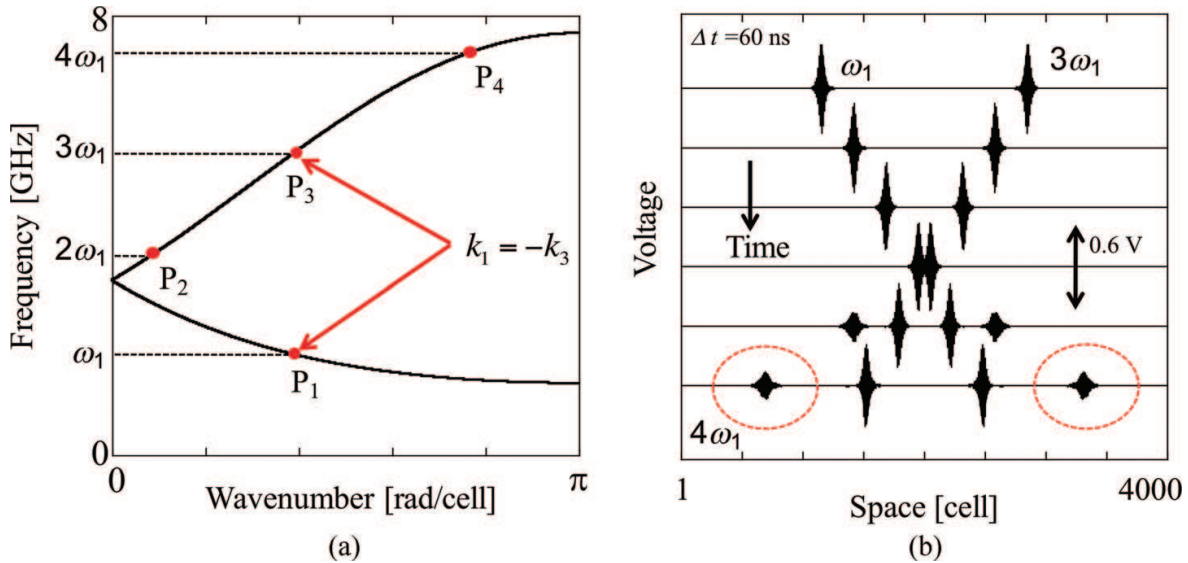 8
4ω₁
3ω₁
2ω₁
ω₁
0
Frequency [GHz]
P₄
P₃
P₂
P₁
k₁ = −k₃
0
π
Wavenumber [rad/cell]
(a)
Δt =60 ns
ω₁
3ω₁
Voltage
Time
0.6 V
4ω₁
1
4000
Space [cell]
(b)